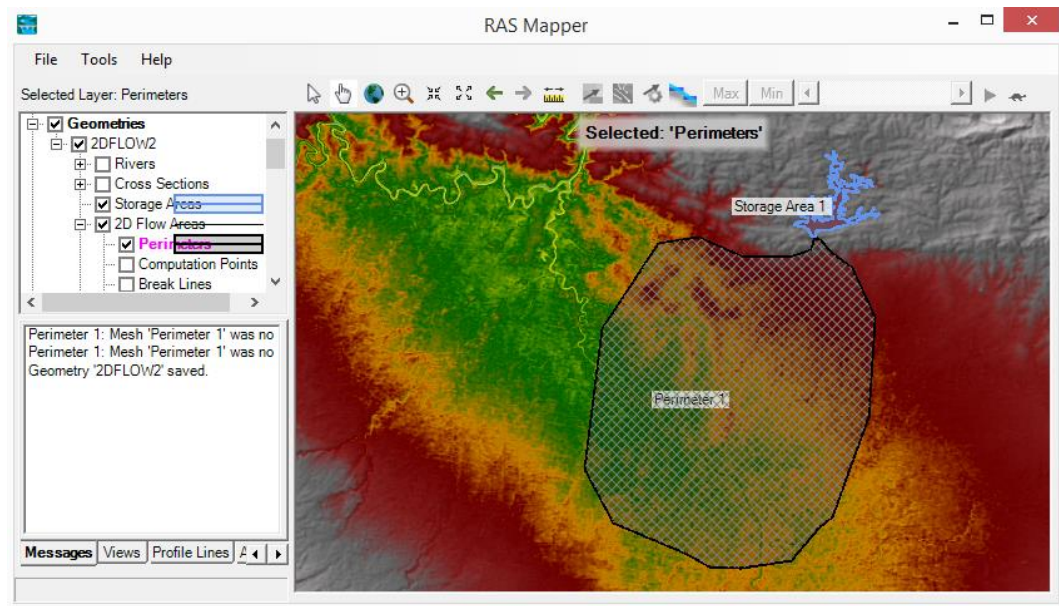 RAS Mapper
File Tools Help
Selected Layer: Perimeters
Max Min
Geometries
2DFLOW2
Rivers
Cross Sections
Storage Areas
2D Flow Areas
Perimeters
Computation Points
Break Lines
Selected: 'Perimeters'
Storage Area 1
Perimeter 1
Perimeter 1: Mesh 'Perimeter 1' was no
Perimeter 1: Mesh 'Perimeter 1' was no
Geometry '2DFLOW2' saved.
Messages Views Profile Lines A